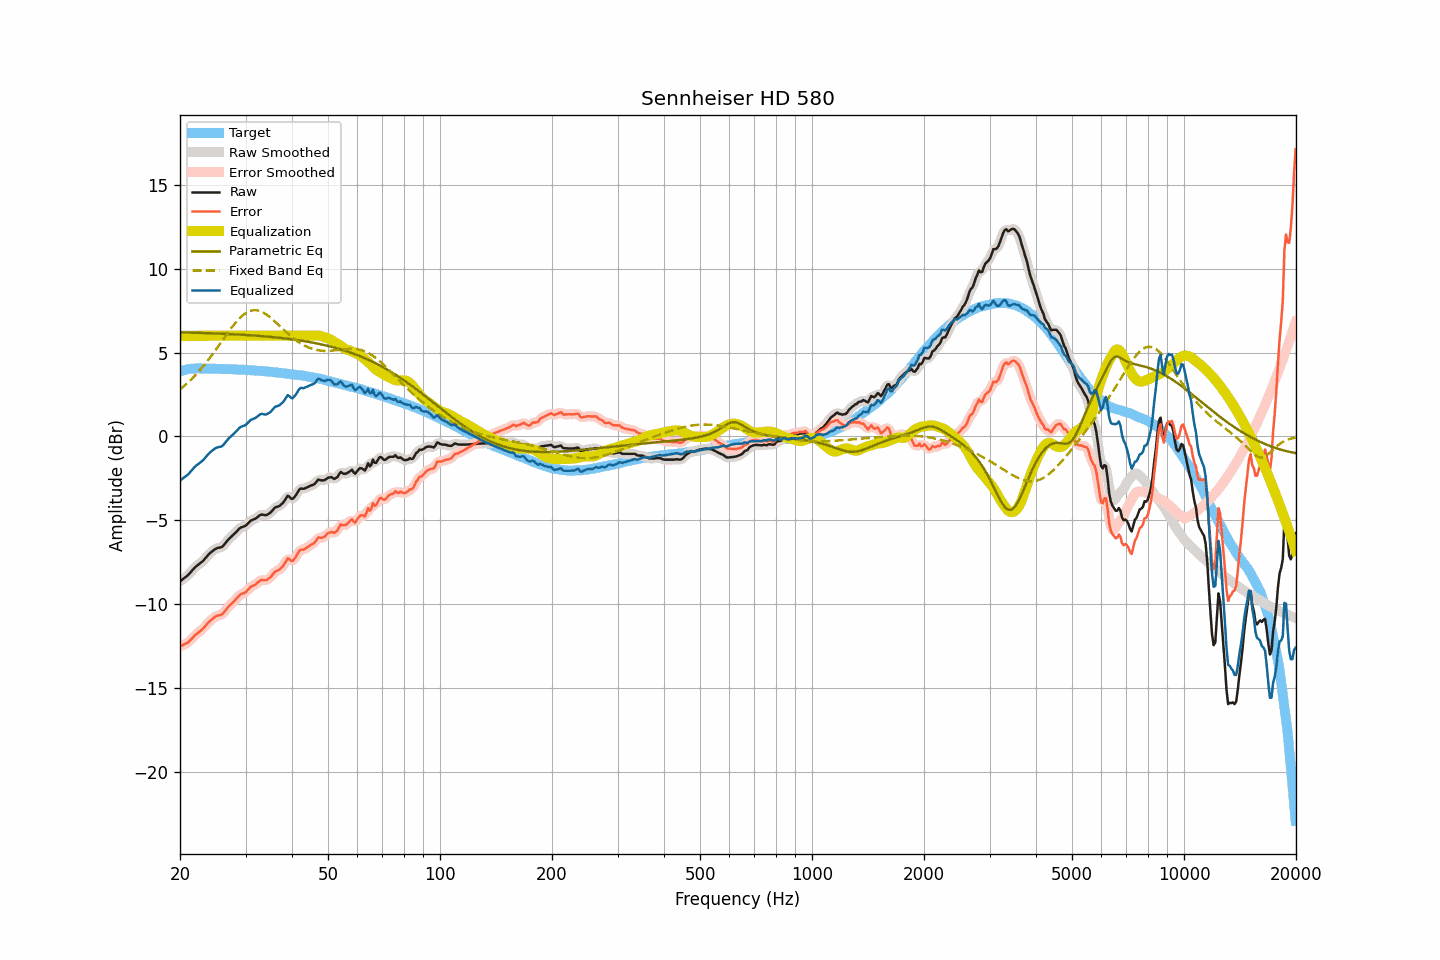 Sennheiser HD 580
Target
Raw Smoothed
Error Smoothed
Raw
Error
Equalization
Parametric Eq
Fixed Band Eq
Equalized
Amplitude (dBr)
15
10
5
0
−5
−10
−15
−20
20 50 100 200 500 1000 2000 5000 10000 20000
Frequency (Hz)